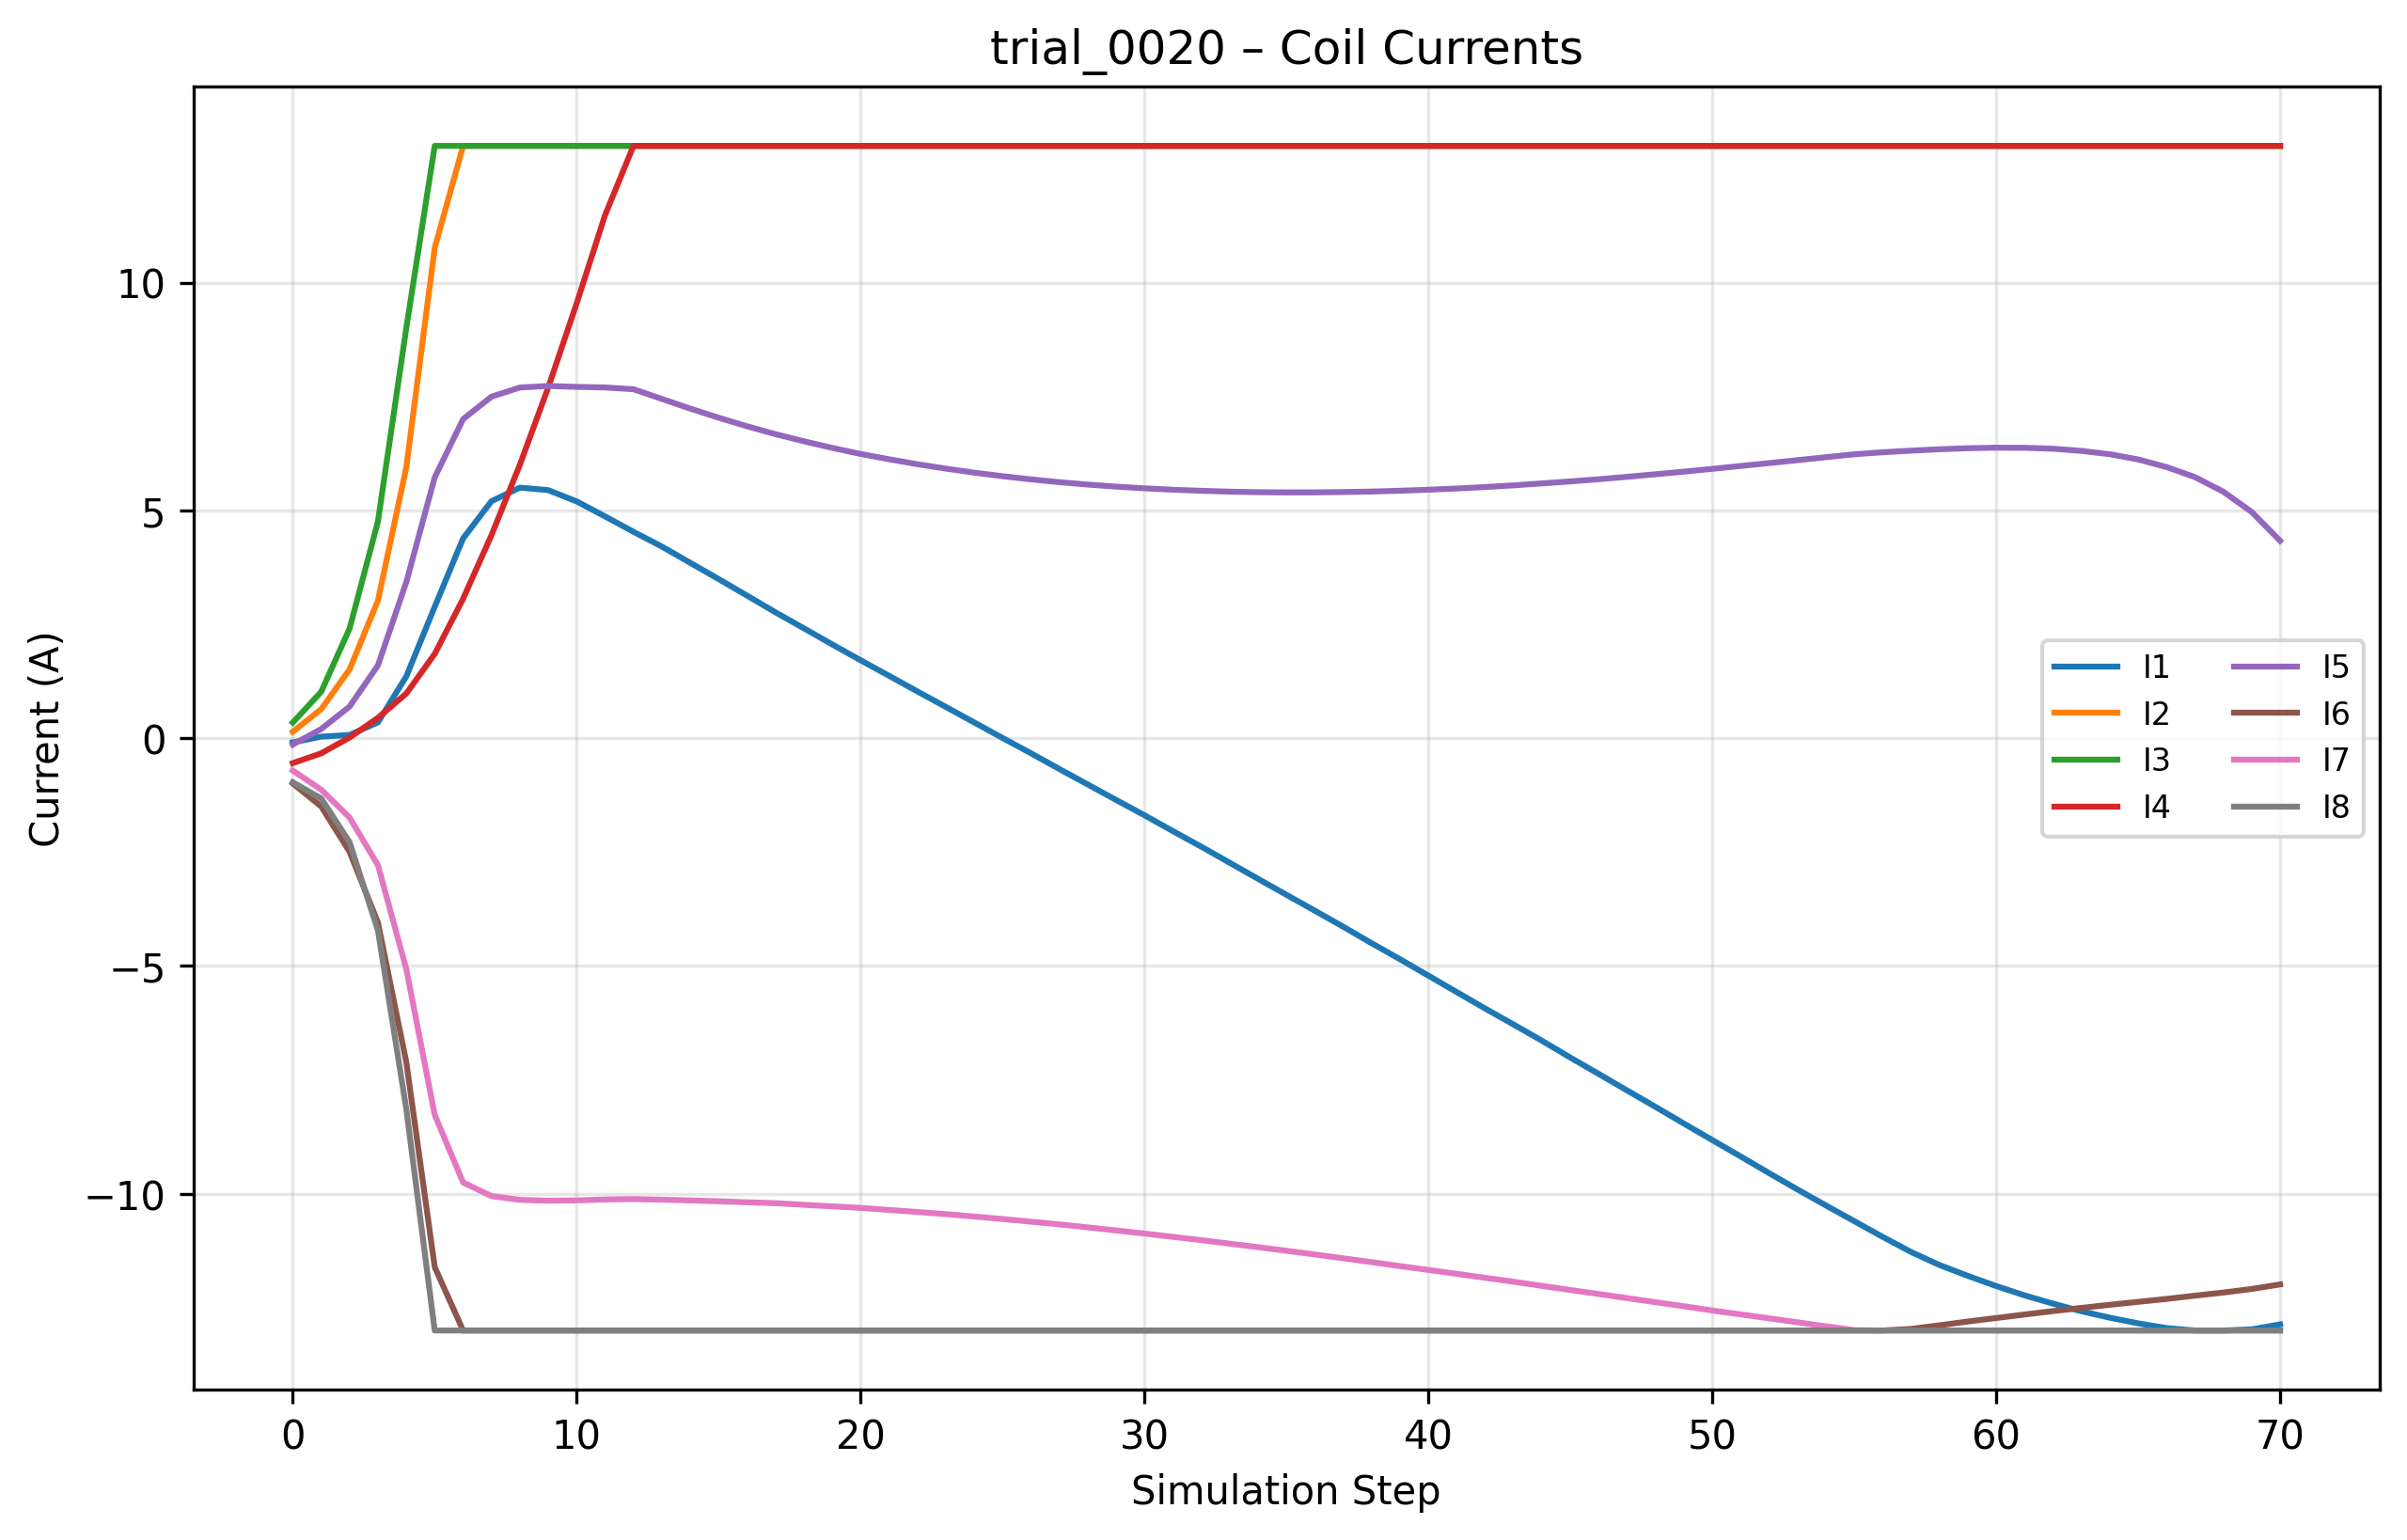 trial_0020 – Coil Currents
Current (A)
10
5
0
−5
−10
I1
I2
I3
I4
I5
I6
I7
I8
0 10 20 30 40 50 60 70
Simulation Step